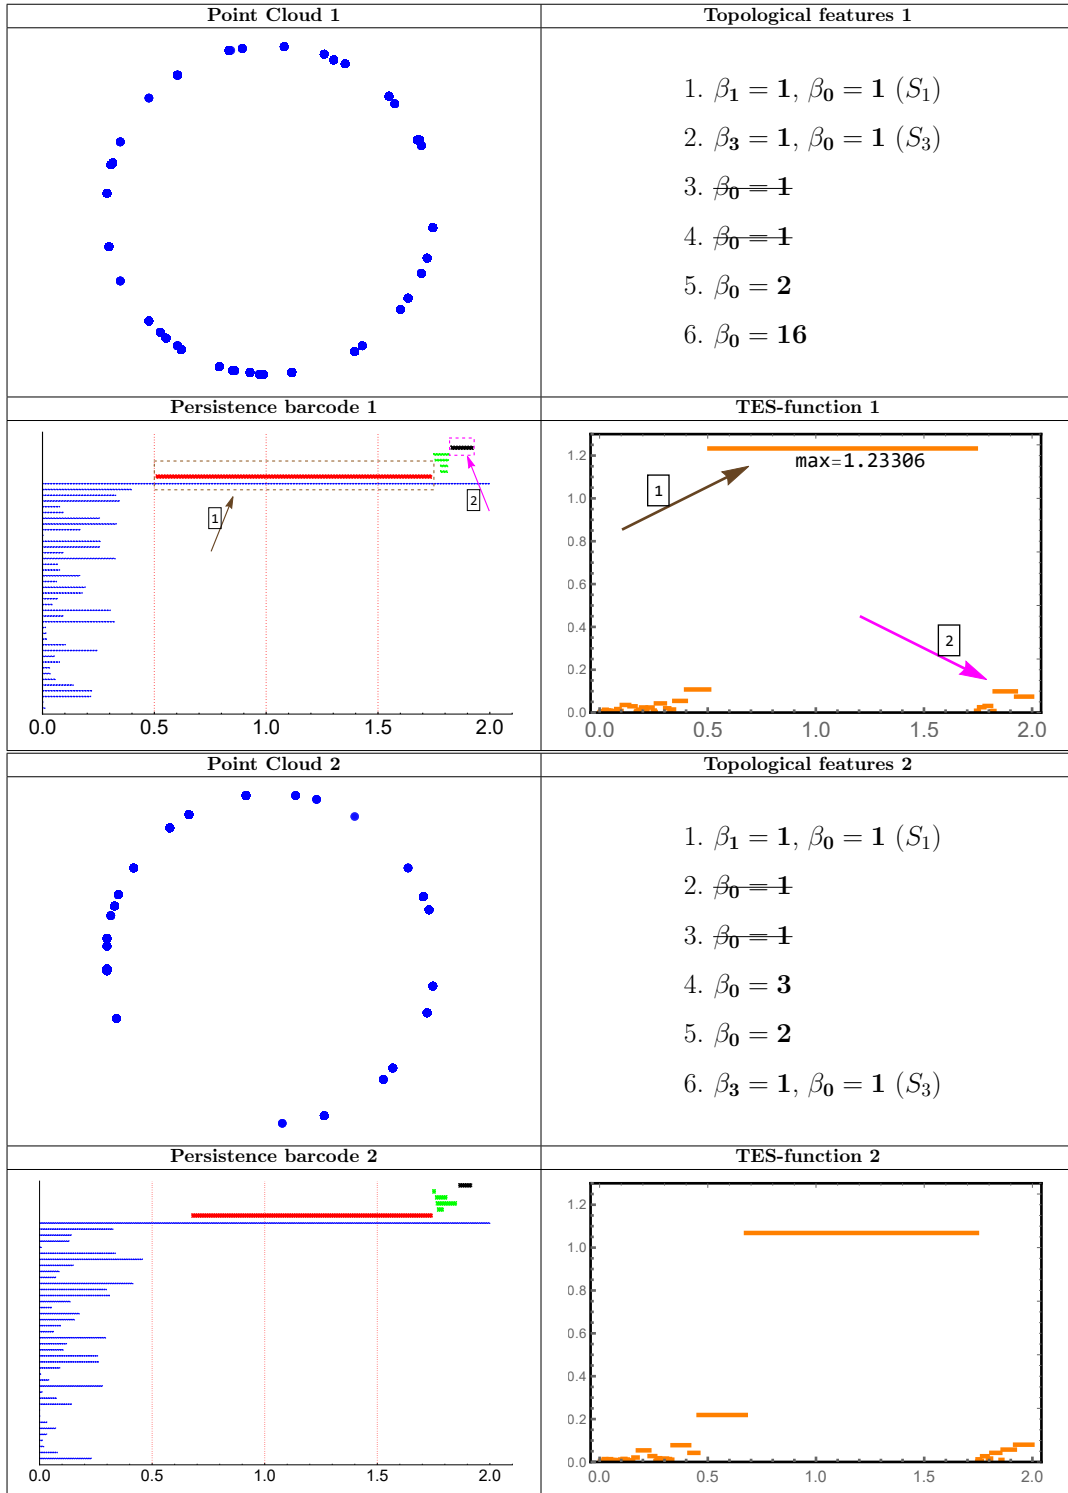 Point Cloud 1
Topological features 1
1. β₁ = 1, β₀ = 1 (S₁)
2. β₃ = 1, β₀ = 1 (S₃)
3. β₀ = 1
4. β₀ = 1
5. β₀ = 2
6. β₀ = 16
Persistence barcode 1
TES-function 1
1
2
0.0 0.5 1.0 1.5 2.0
1.2
1.0
0.8
0.6
0.4
0.2
0.0
max=1.23306
1
2
0.0 0.5 1.0 1.5 2.0
Point Cloud 2
Topological features 2
1. β₁ = 1, β₀ = 1 (S₁)
2. β₀ = 1
3. β₀ = 1
4. β₀ = 3
5. β₀ = 2
6. β₃ = 1, β₀ = 1 (S₃)
Persistence barcode 2
TES-function 2
0.0 0.5 1.0 1.5 2.0
1.2
1.0
0.8
0.6
0.4
0.2
0.0
0.0 0.5 1.0 1.5 2.0